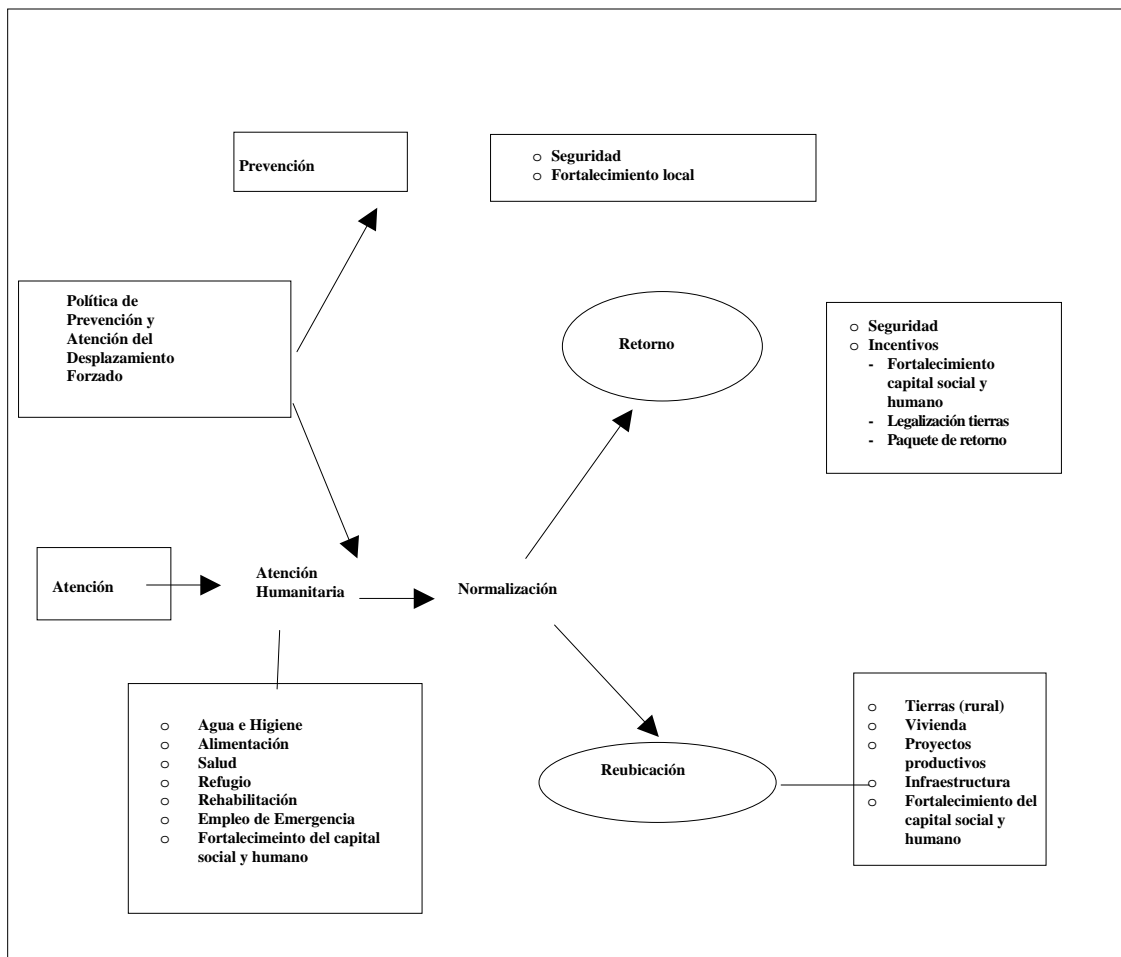 Prevención
o Seguridad
o Fortalecimiento local
Política de
Prevención y
Atención del
Desplazamiento
Forzado
Retorno
o Seguridad
o Incentivos
- Fortalecimiento
capital social y
humano
- Legalización tierras
- Paquete de retorno
Atención
Atención
Humanitaria
Normalización
o Agua e Higiene
o Alimentación
o Salud
o Refugio
o Rehabilitación
o Empleo de Emergencia
o Fortalecimeinto del capital
social y humano
Reubicación
o Tierras (rural)
o Vivienda
o Proyectos
productivos
o Infraestructura
o Fortalecimiento del
capital social y
humano